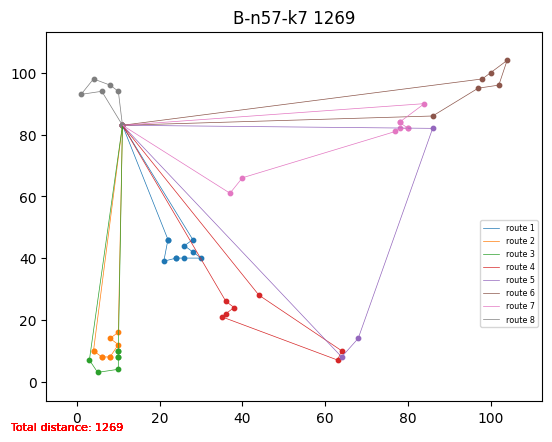 B-n57-k7 1269
100
80
60
40
20
0
route 1
route 2
route 3
route 4
route 5
route 6
route 7
route 8
0 20 40 60 80 100
Total distance: 1269